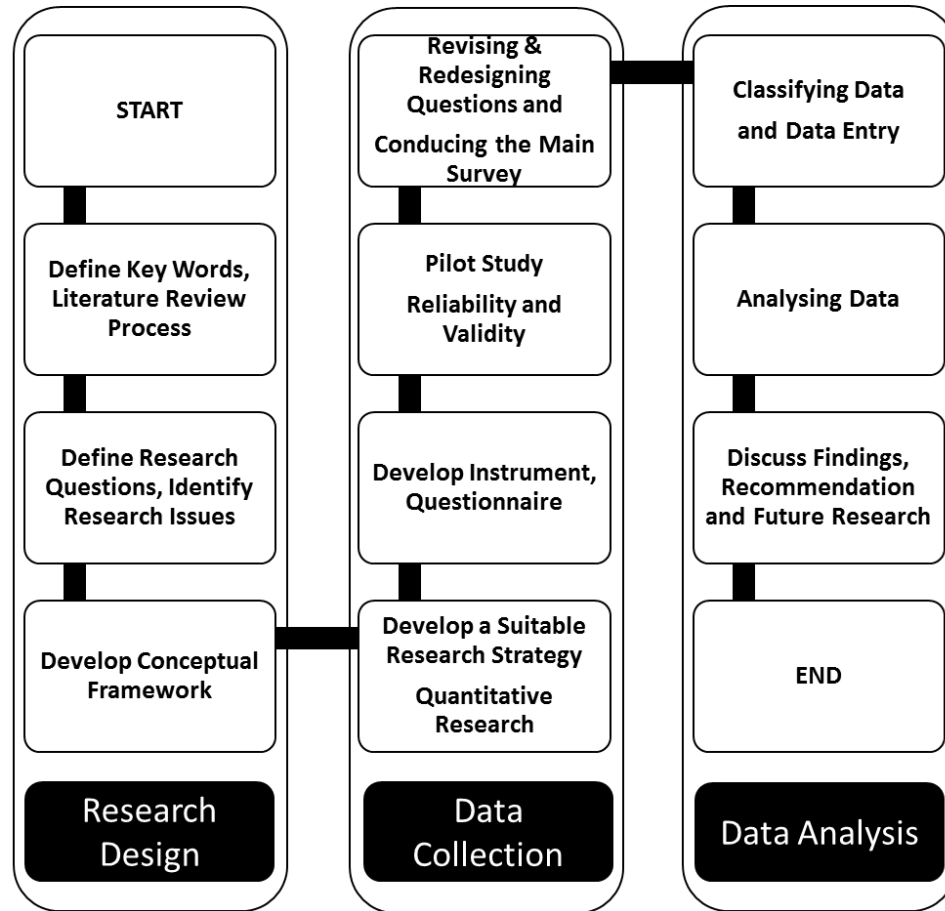 START
Define Key Words,
Literature Review
Process
Define Research
Questions, Identify
Research Issues
Develop Conceptual
Framework
Research
Design
Revising &
Redesigning
Questions and
Conducing the Main
Survey
Pilot Study
Reliability and
Validity
Develop Instrument,
Questionnaire
Develop a Suitable
Research Strategy
Quantitative
Research
Data
Collection
Classifying Data
and Data Entry
Analysing Data
Discuss Findings,
Recommendation
and Future Research
END
Data Analysis